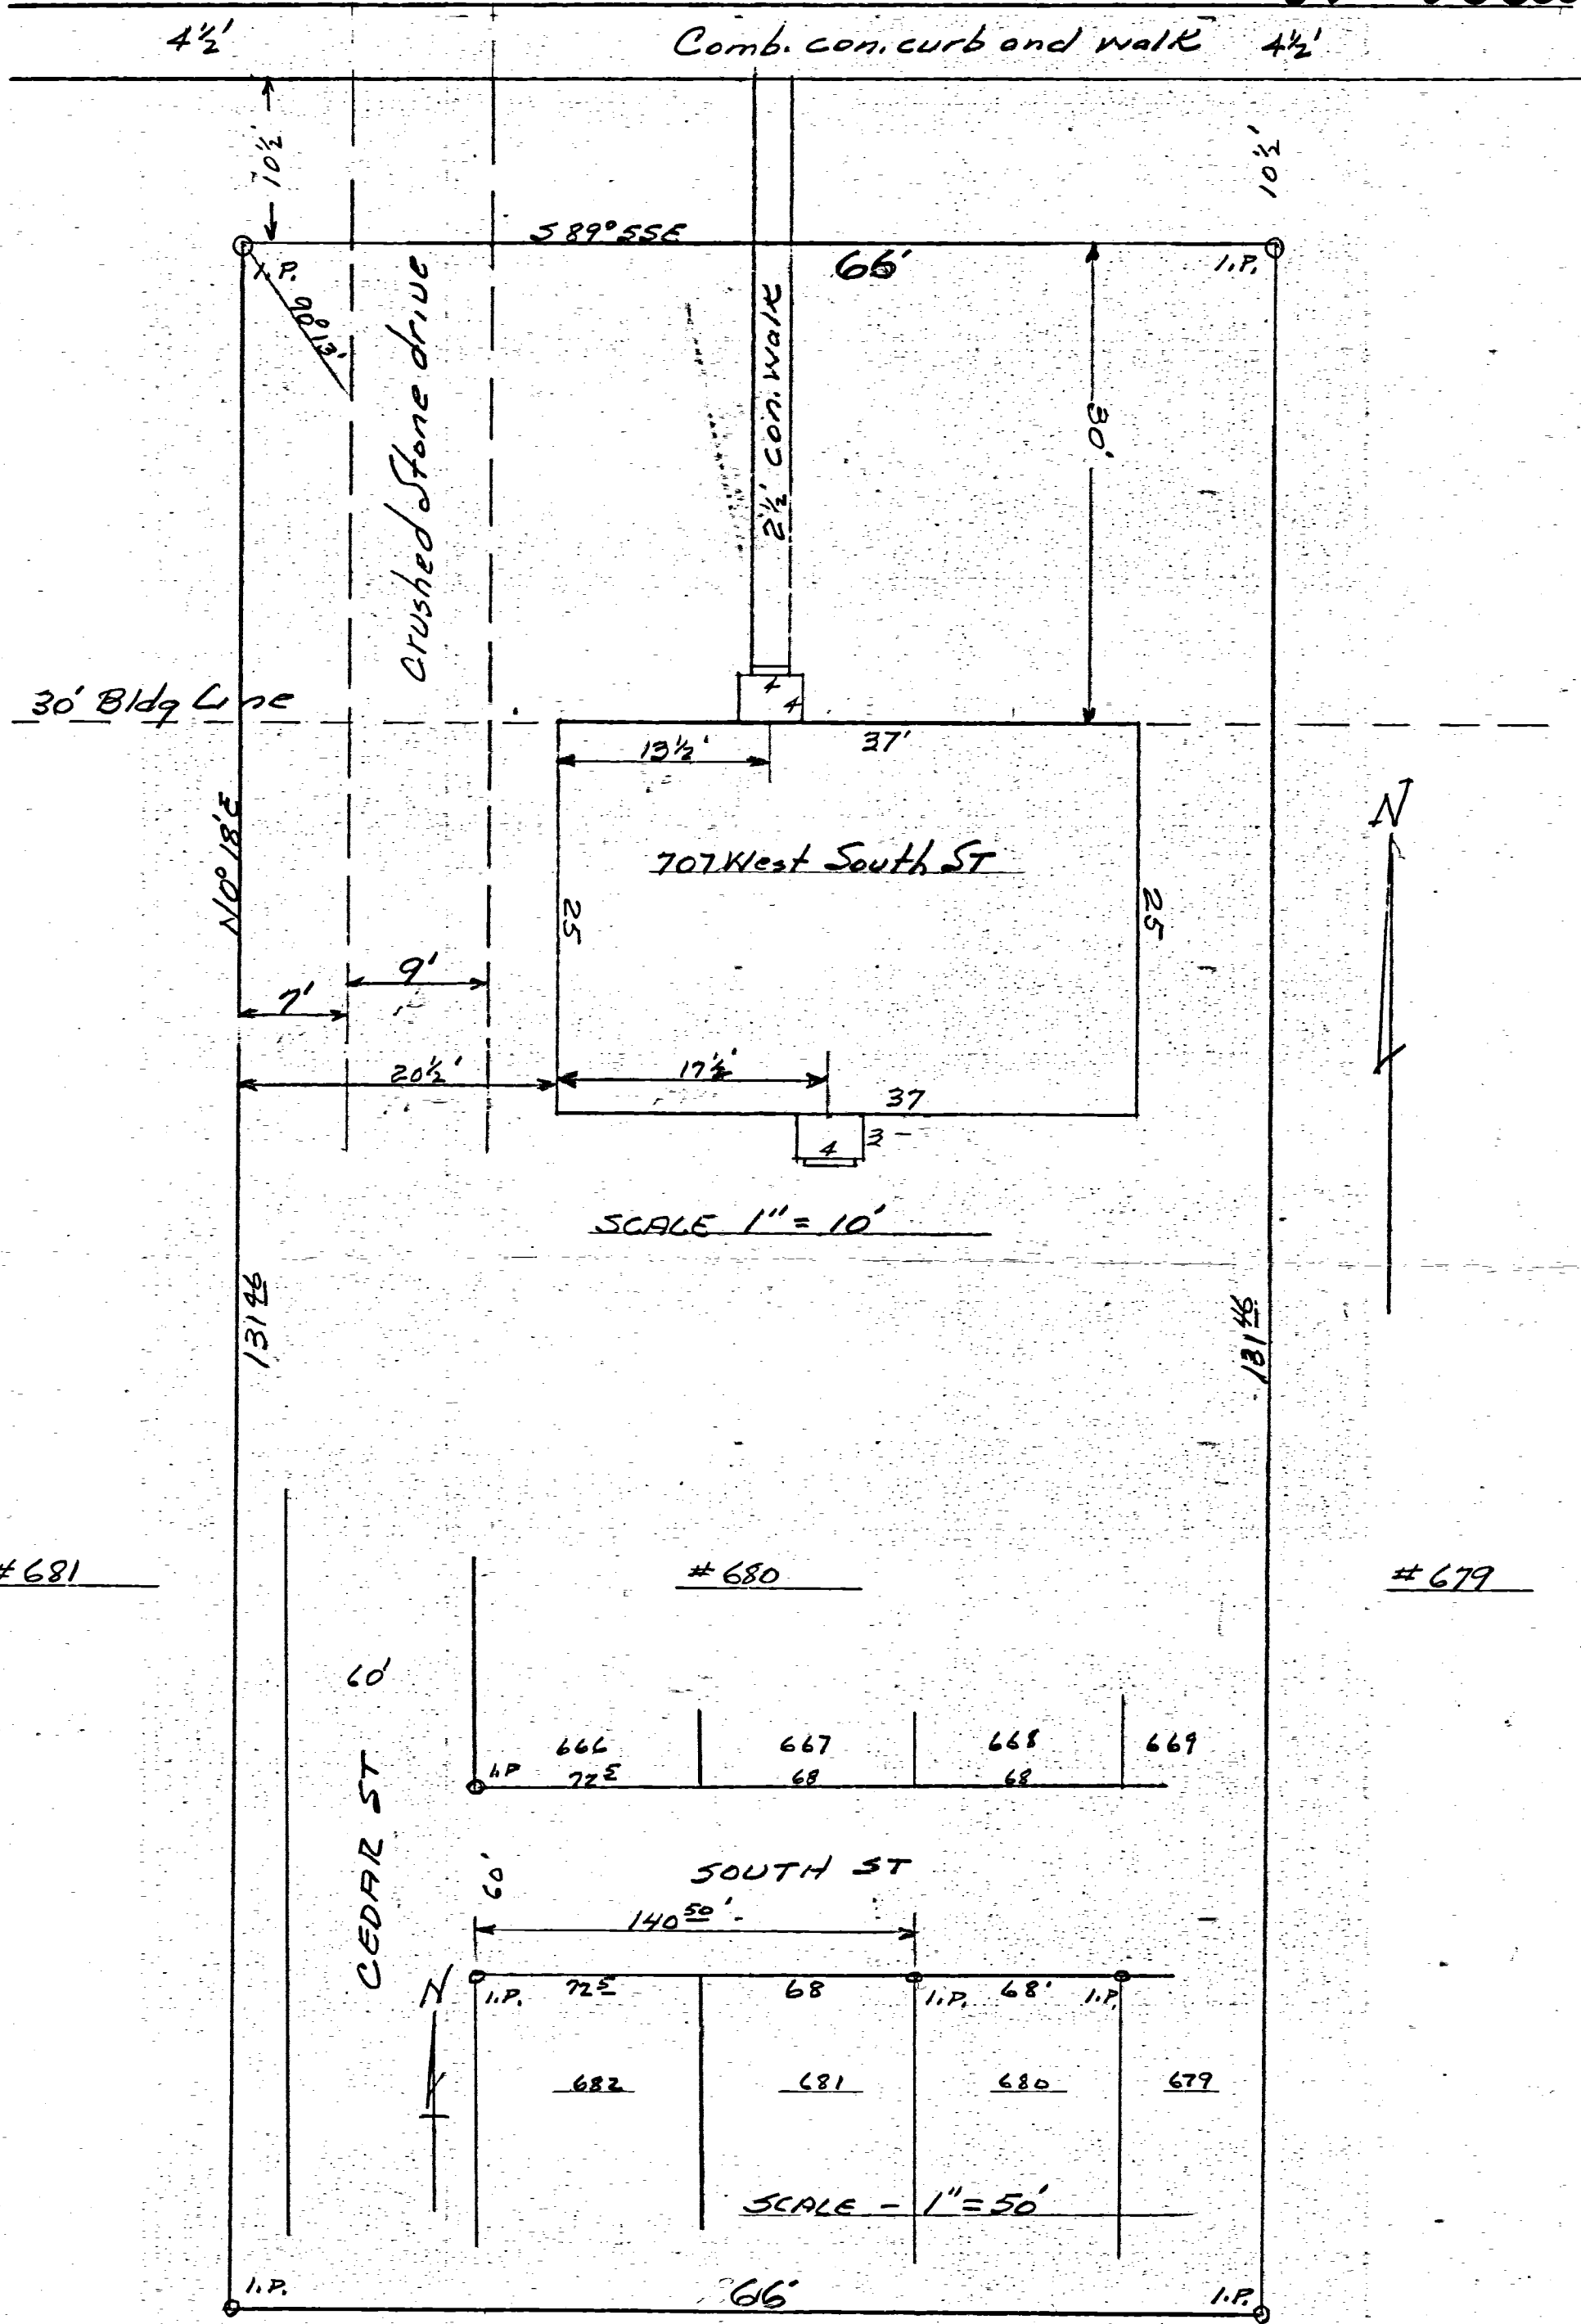 4½' Comb. con. curb and walk 4½'
10½'
10½'
S 89° 55 E
66'
I.P.
I.P.
90° 13'
Crushed Stone drive
2½' con. walk
30'
4
4
30' Bldg Line
13½'
37'
N
707 West South ST
N 0° 18' E
25
25
9'
7'
20½'
17½'
37
3
4
SCALE 1" = 10'
131 46
131 46
# 681
# 680
# 679
60'
666 667 668 669
I.P. 72 5 68 68
CEDAR ST
60'
SOUTH ST
140 50'
N
I.P. 72 5 68 I.P. 68' I.P.
682 681 680 679
SCALE - 1" = 50'
I.P.
66'
I.P.